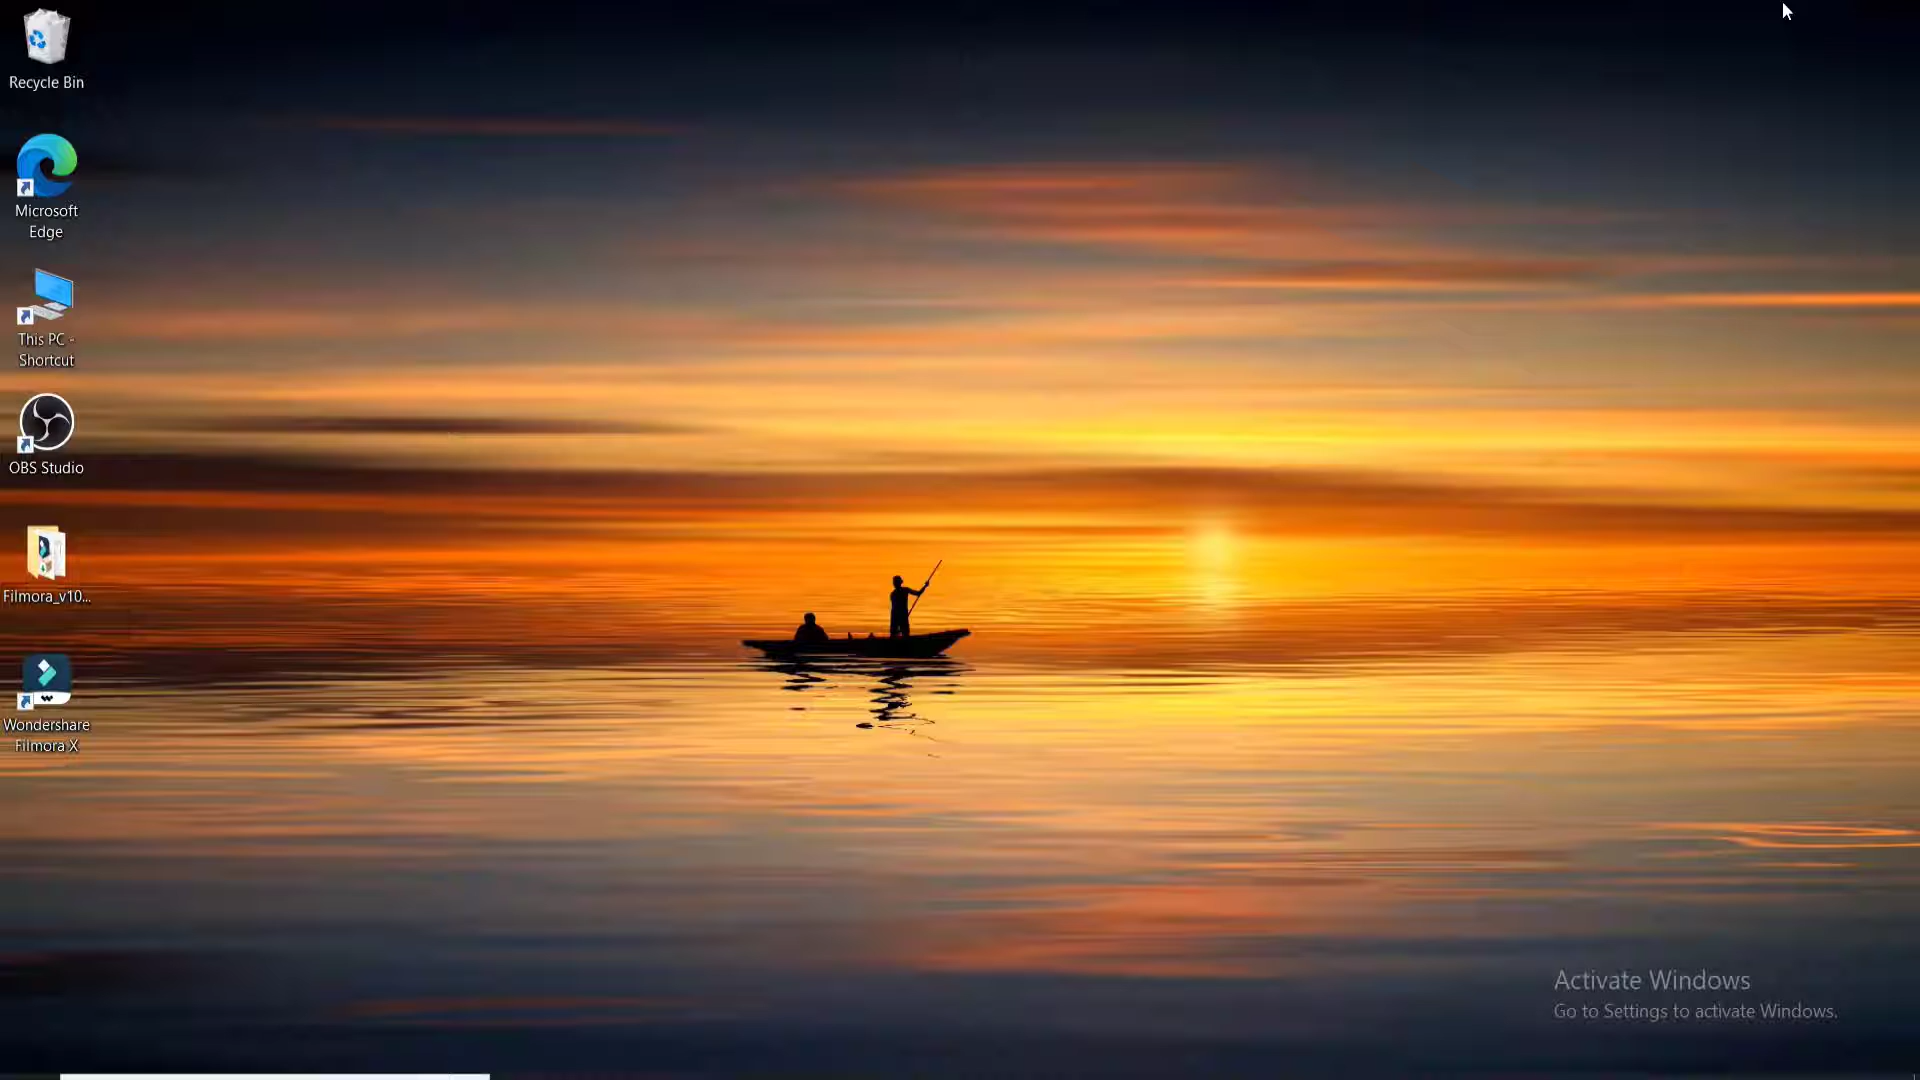 Recycle Bin
Microsoft
Edge
This PC -
Shortcut
OBS Studio
Filmora_v10...
Wondershare
Filmora X
Activate Windows
Go to Settings to activate Windows.